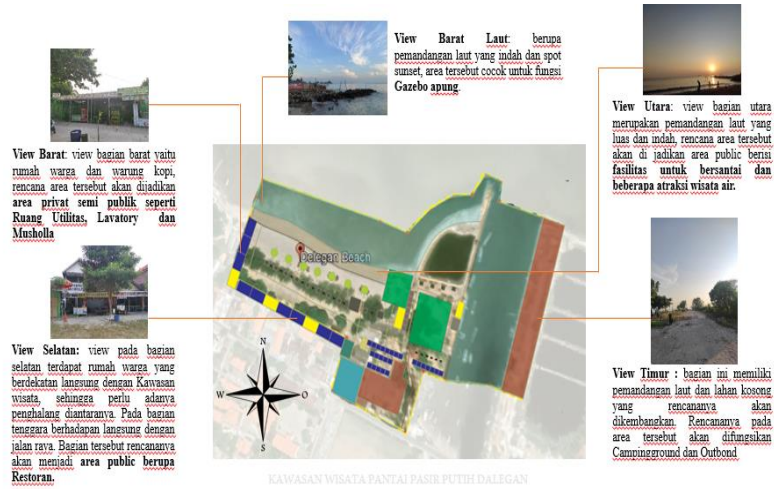 View Barat Laut: berupa
pemandangan laut yang indah dan spot
sunset, area tersebut cocok untuk fungsi
Gazebo apung.
View Utara: view bagian utara
merupakan pemandangan laut yang
luas dan indah, rencana area tersebut
akan di jadikan area public berisi
fasilitas untuk bersantai dan
beberapa atraksi wisata air.
View Barat: view bagian barat yaitu
rumah warga dan warung kopi,
rencana area tersebut akan dijadikan
area privat semi publik seperti
Ruang Utilitas, Lavatory dan
Musholla
Delegan Beach
View Selatan: view pada bagian
selatan terdapat rumah warga yang
berdekatan langsung dengan Kawasan
wisata, sehingga perlu adanya
penghalang diantaranya. Pada bagian
tenggara berhadapan langsung dengan
jalan raya. Bagian tersebut rencananya
akan menjadi area public berupa
Restoran.
N
W
O
S
View Timur : bagian ini memiliki
pemandangan laut dan lahan kosong
yang rencananya akan
dikembangkan. Rencananya pada
area tersebut akan difungsikan
Campingground dan Outbond
KAWASAN WISATA PANTAI PASIR PUTIH DALEGAN